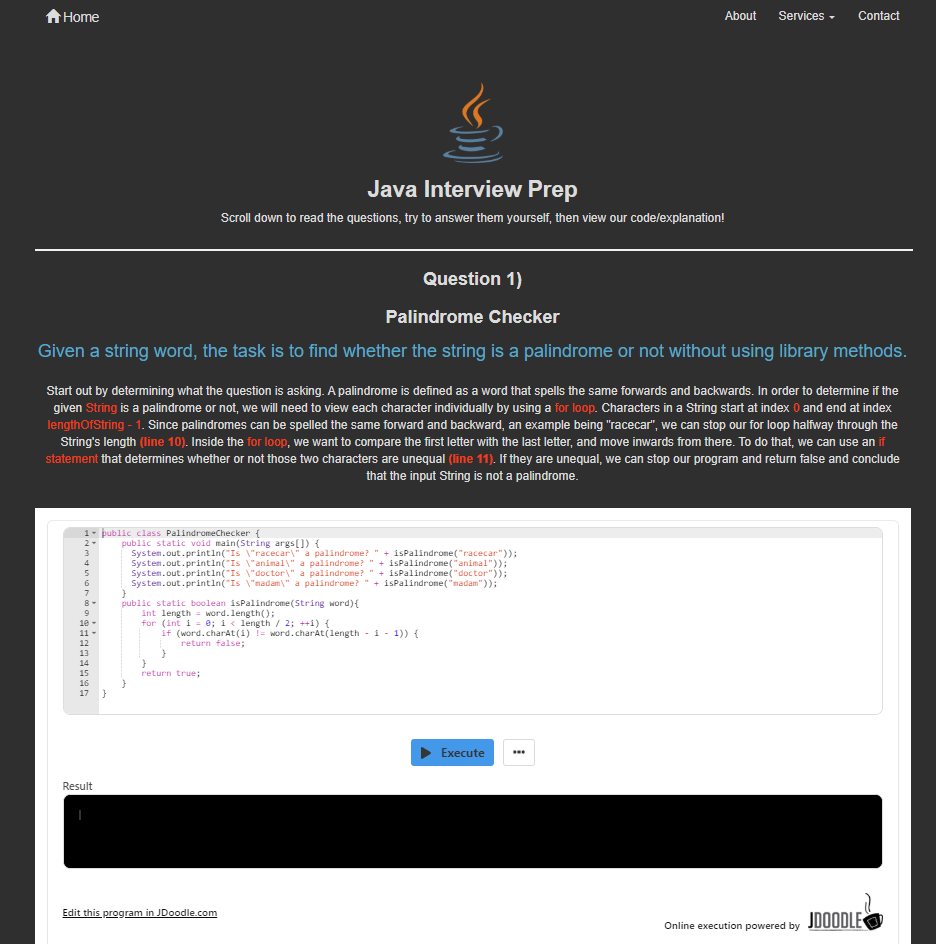 Home
About Services Contact
Java Interview Prep
Scroll down to read the questions, try to answer them yourself, then view our code/explanation!
Question 1)
Palindrome Checker
Given a string word, the task is to find whether the string is a palindrome or not without using library methods.
Start out by determining what the question is asking. A palindrome is defined as a word that spells the same forwards and backwards. In order to determine if the
given String is a palindrome or not, we will need to view each character individually by using a for loop. Characters in a String start at index 0 and end at index
lengthOfString - 1. Since palindromes can be spelled the same forward and backward, an example being "racecar", we can stop our for loop halfway through the
String's length (line 10). Inside the for loop, we want to compare the first letter with the last letter, and move inwards from there. To do that, we can use an if
statement that determines whether or not those two characters are unequal (line 11). If they are unequal, we can stop our program and return false and conclude
that the input String is not a palindrome.
1 public class PalindromeChecker {
2 public static void main(String args[]) {
3 System.out.println("Is \"racecar\" a palindrome? " + isPalindrome("racecar"));
4 System.out.println("Is \"animal\" a palindrome? " + isPalindrome("animal"));
5 System.out.println("Is \"doctor\" a palindrome? " + isPalindrome("doctor"));
6 System.out.println("Is \"madam\" a palindrome? " + isPalindrome("madam"));
7 }
8 public static boolean isPalindrome(String word){
9 int length = word.length();
10 for (int i = 0; i < length / 2; ++i) {
11 if (word.charAt(i) != word.charAt(length - i - 1)) {
12 return false;
13 }
14 }
15 return true;
16 }
17 }
Execute •••
Result
Edit this program in JDoodle.com
Online execution powered by JDOODLE